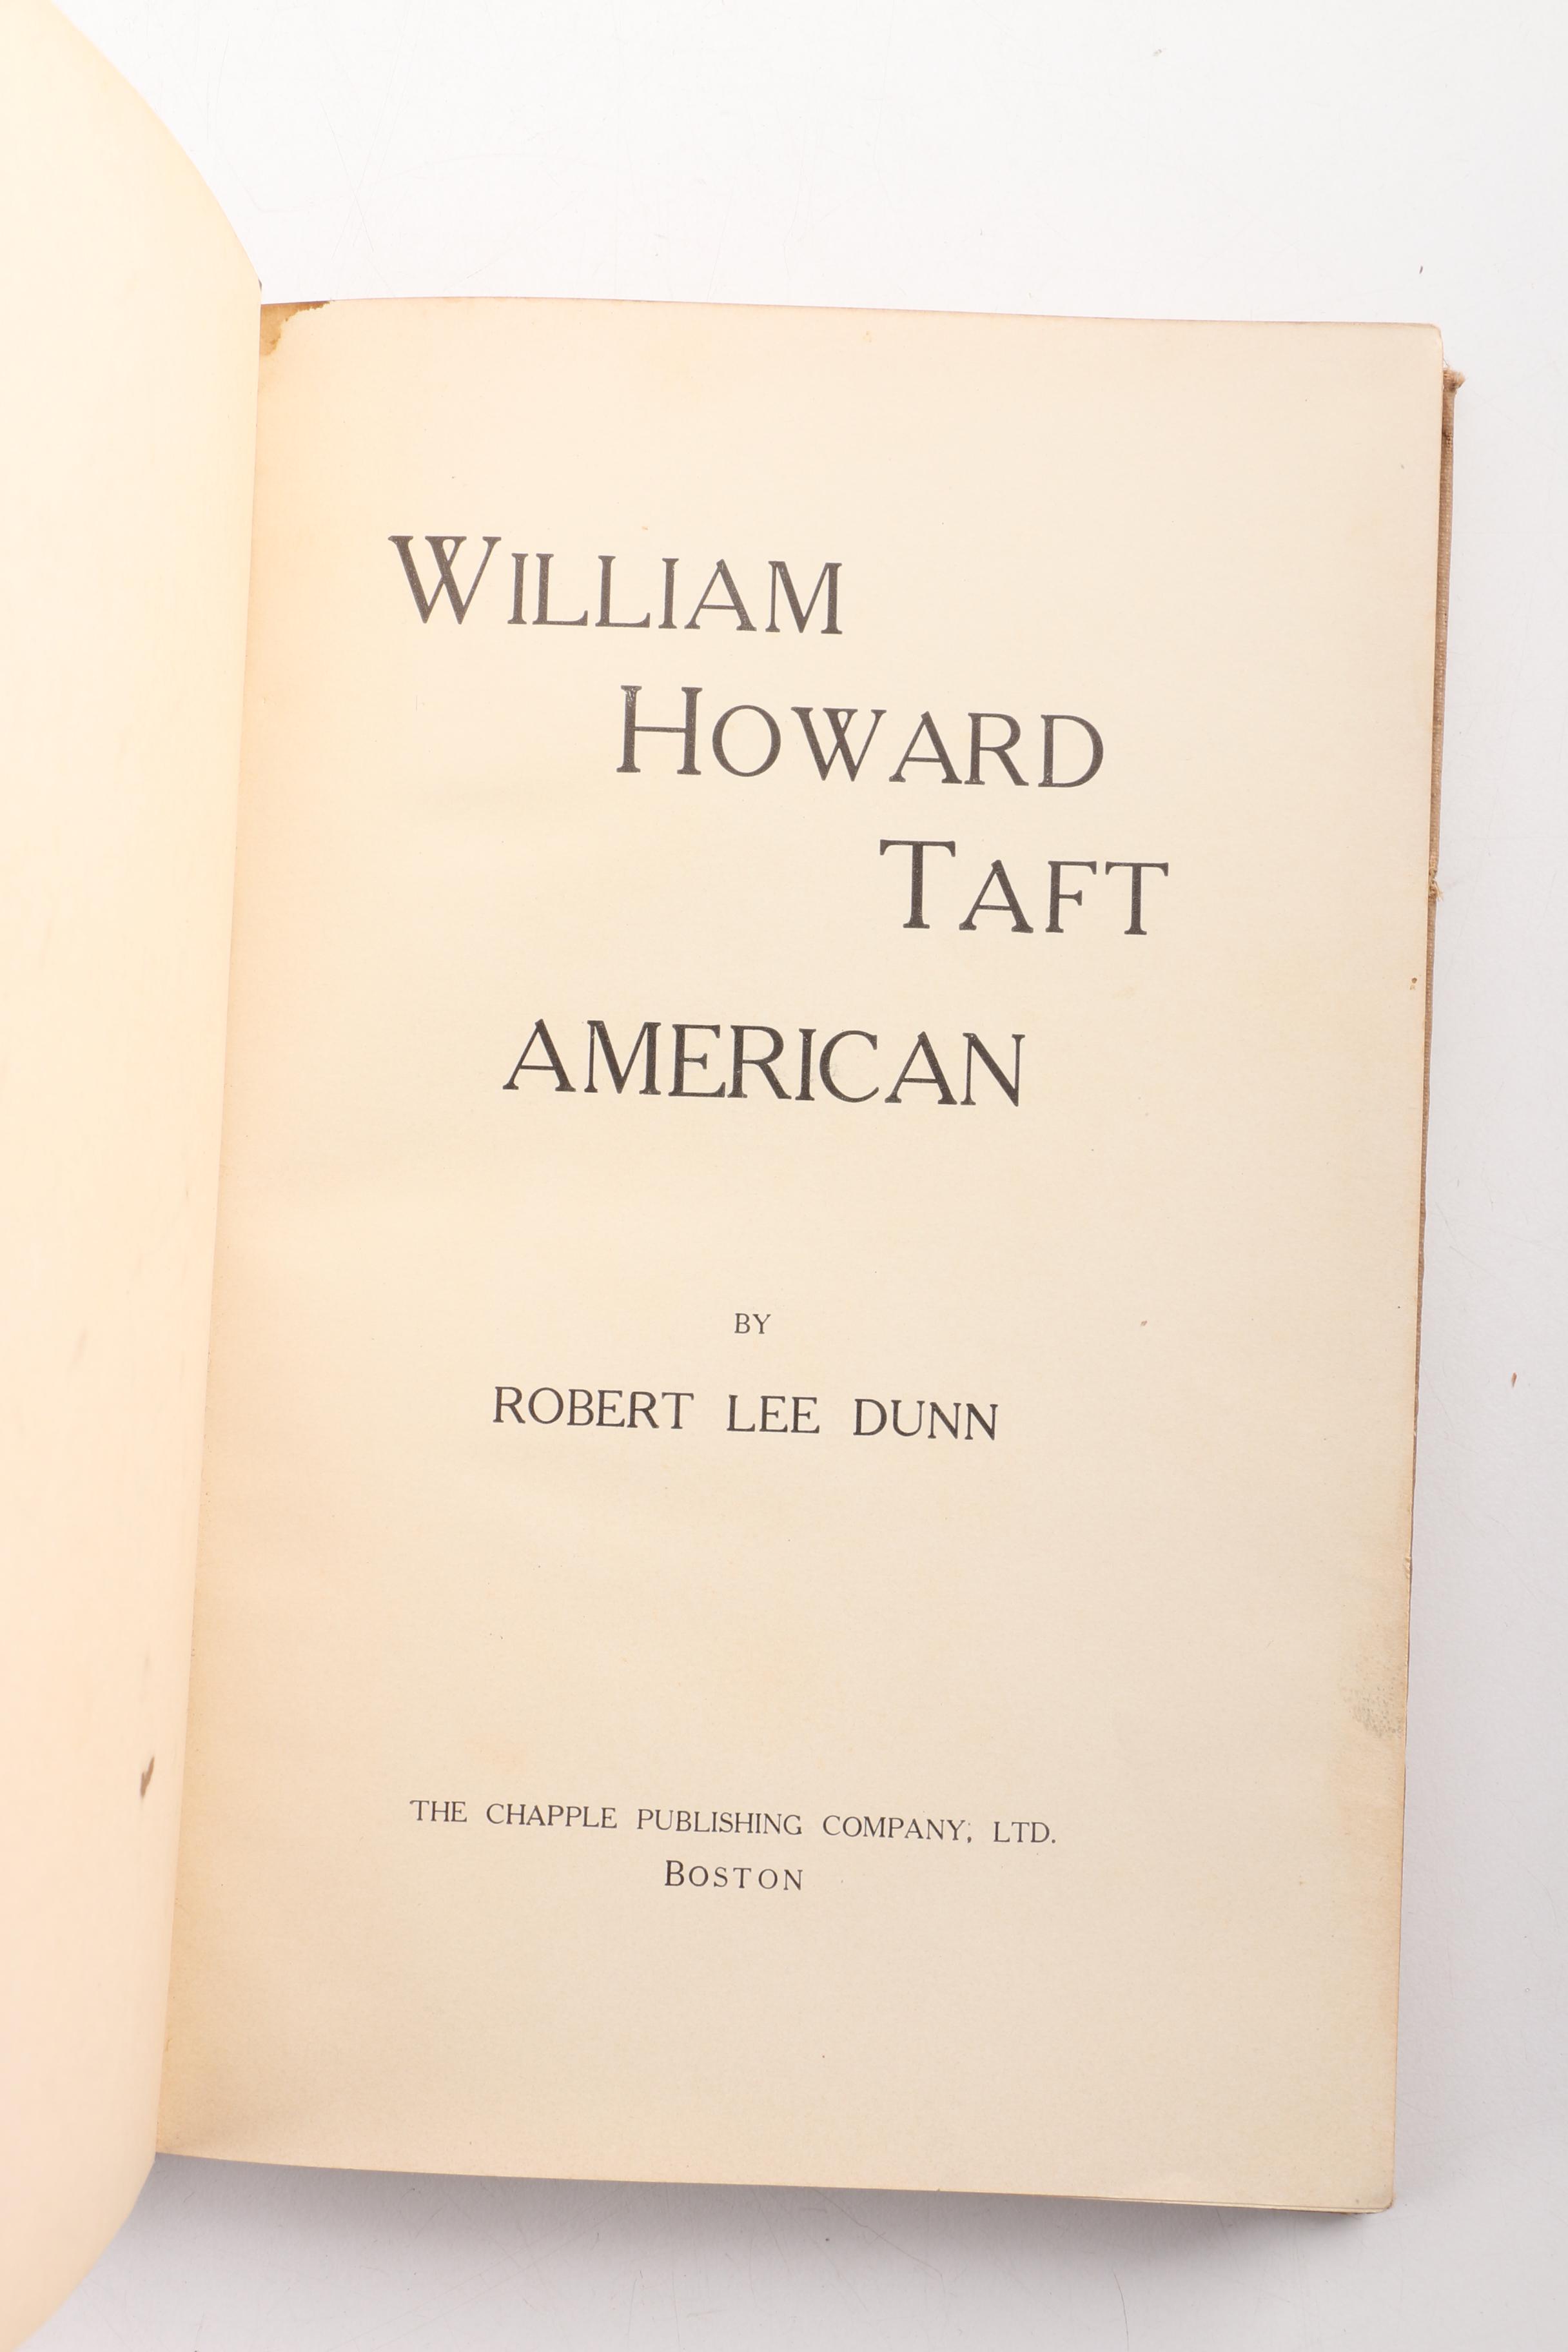 WILLIAM
HOWARD
TAFT
AMERICAN
BY
ROBERT LEE DUNN
THE CHAPPLE PUBLISHING COMPANY, LTD.
BOSTON